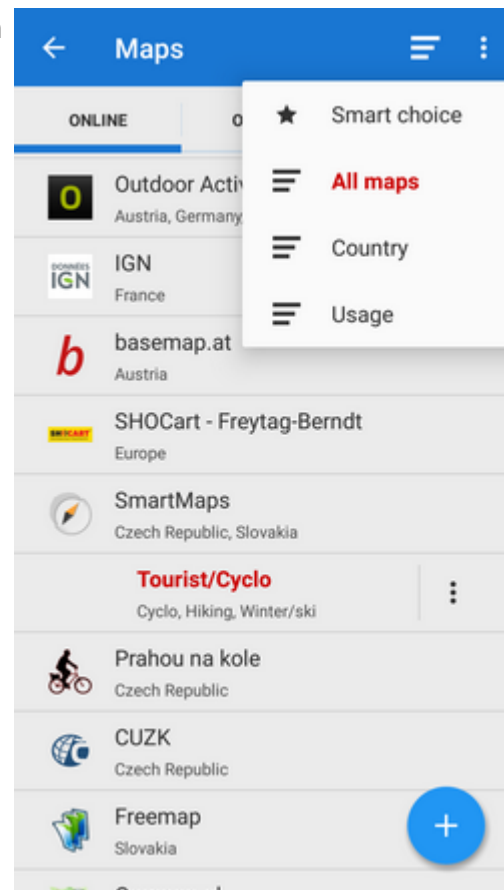 Maps
ONLINE
Smart choice
All maps
Country
Usage
Outdoor Acti
Austria, Germany,
IGN
France
basemap.at
Austria
SHOCart - Freytag-Berndt
Europe
SmartMaps
Czech Republic, Slovakia
Tourist/Cyclo
Cyclo, Hiking, Winter/ski
Prahou na kole
Czech Republic
CUZK
Czech Republic
Freemap
Slovakia